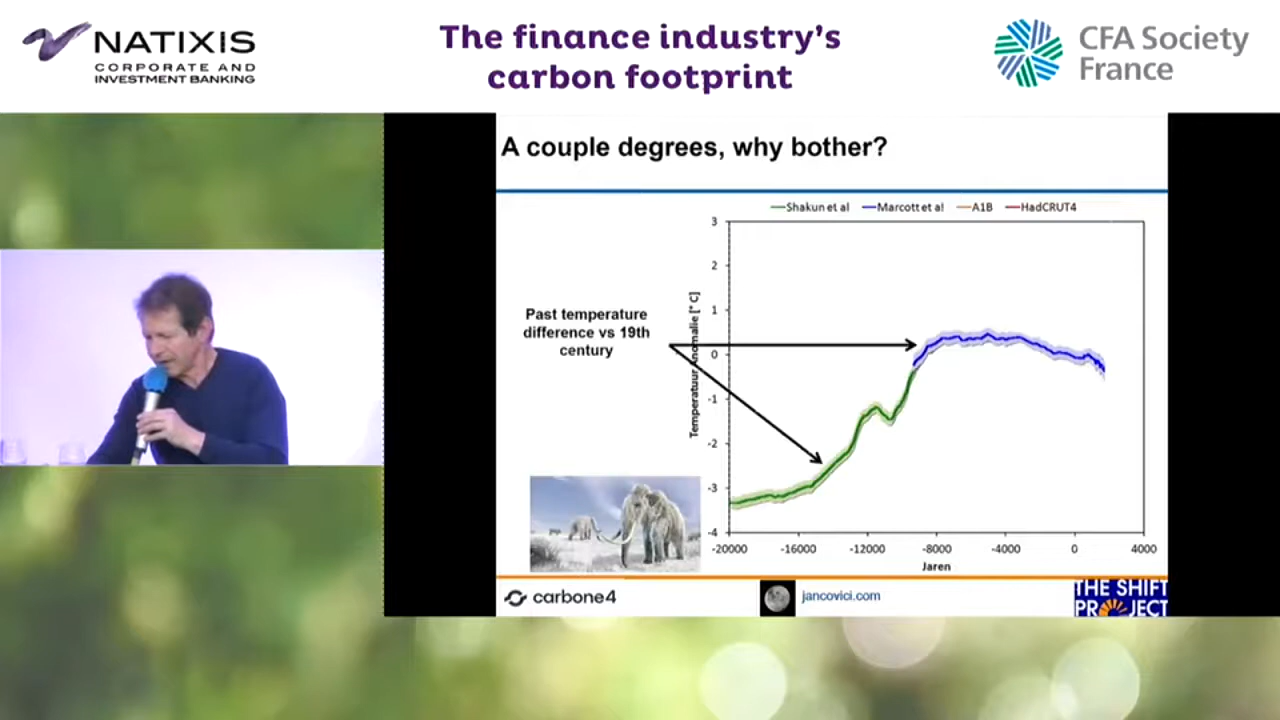 NATIXIS
CORPORATE AND
INVESTMENT BANKING
The finance industry's
carbon footprint
CFA Society
France
A couple degrees, why bother?
Shakun et al
Marcott et al
A1B
HadCRUT4
Past temperature
difference vs 19th
century
Temperatuur Anomalie [° C]
3
2
1
0
-1
-2
-3
-4
-20000
-16000
-12000
-8000
-4000
0
4000
Jaren
carbone4
jancovici.com
THE SHIFT
PROJECT